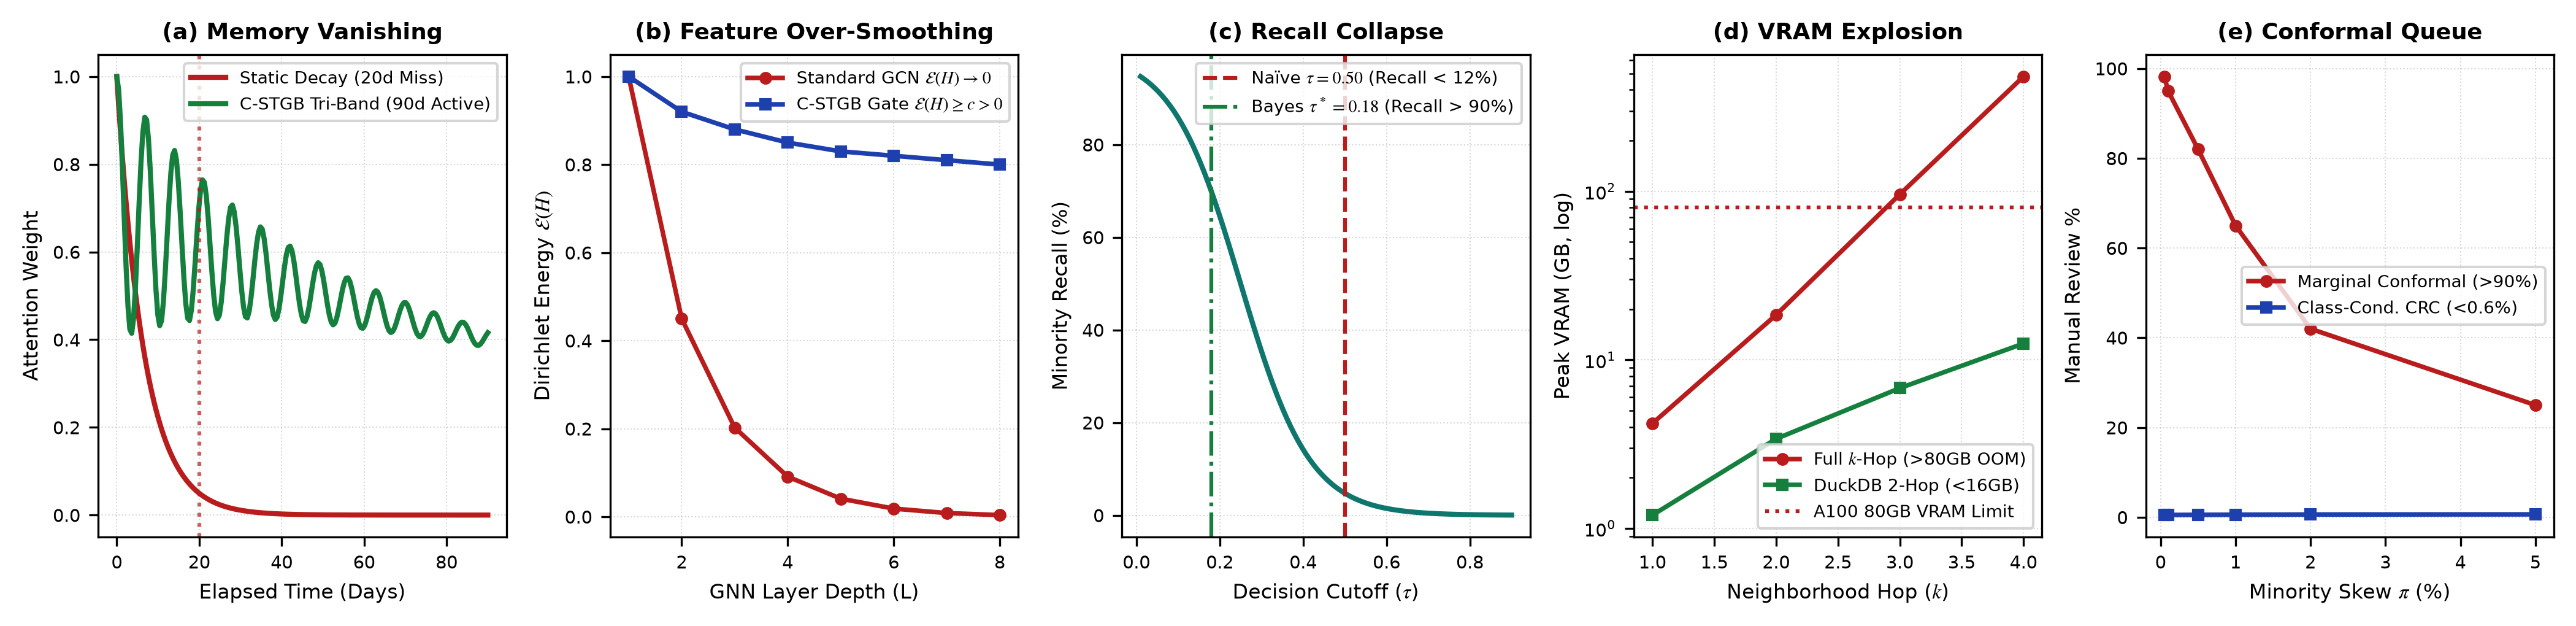 (a) Memory Vanishing
Static Decay (20d Miss)
C-STGB Tri-Band (90d Active)
Attention Weight
1.0
0.8
0.6
0.4
0.2
0.0
0
20
40
60
80
Elapsed Time (Days)
(b) Feature Over-Smoothing
Standard GCN ℰ(H) → 0
C-STGB Gate ℰ(H) ≥ c > 0
Dirichlet Energy ℰ(H)
1.0
0.8
0.6
0.4
0.2
0.0
2
4
6
8
GNN Layer Depth (L)
(c) Recall Collapse
Naïve τ = 0.50 (Recall < 12%)
Bayes τ* = 0.18 (Recall > 90%)
Minority Recall (%)
80
60
40
20
0
0.0
0.2
0.4
0.6
0.8
Decision Cutoff (τ)
(d) VRAM Explosion
Peak VRAM (GB, log)
10²
10¹
10⁰
Full k-Hop (>80GB OOM)
DuckDB 2-Hop (<16GB)
A100 80GB VRAM Limit
1.0
1.5
2.0
2.5
3.0
3.5
4.0
Neighborhood Hop (k)
(e) Conformal Queue
Manual Review %
100
80
60
40
20
0
Marginal Conformal (>90%)
Class-Cond. CRC (<0.6%)
0
1
2
3
4
5
Minority Skew π (%)